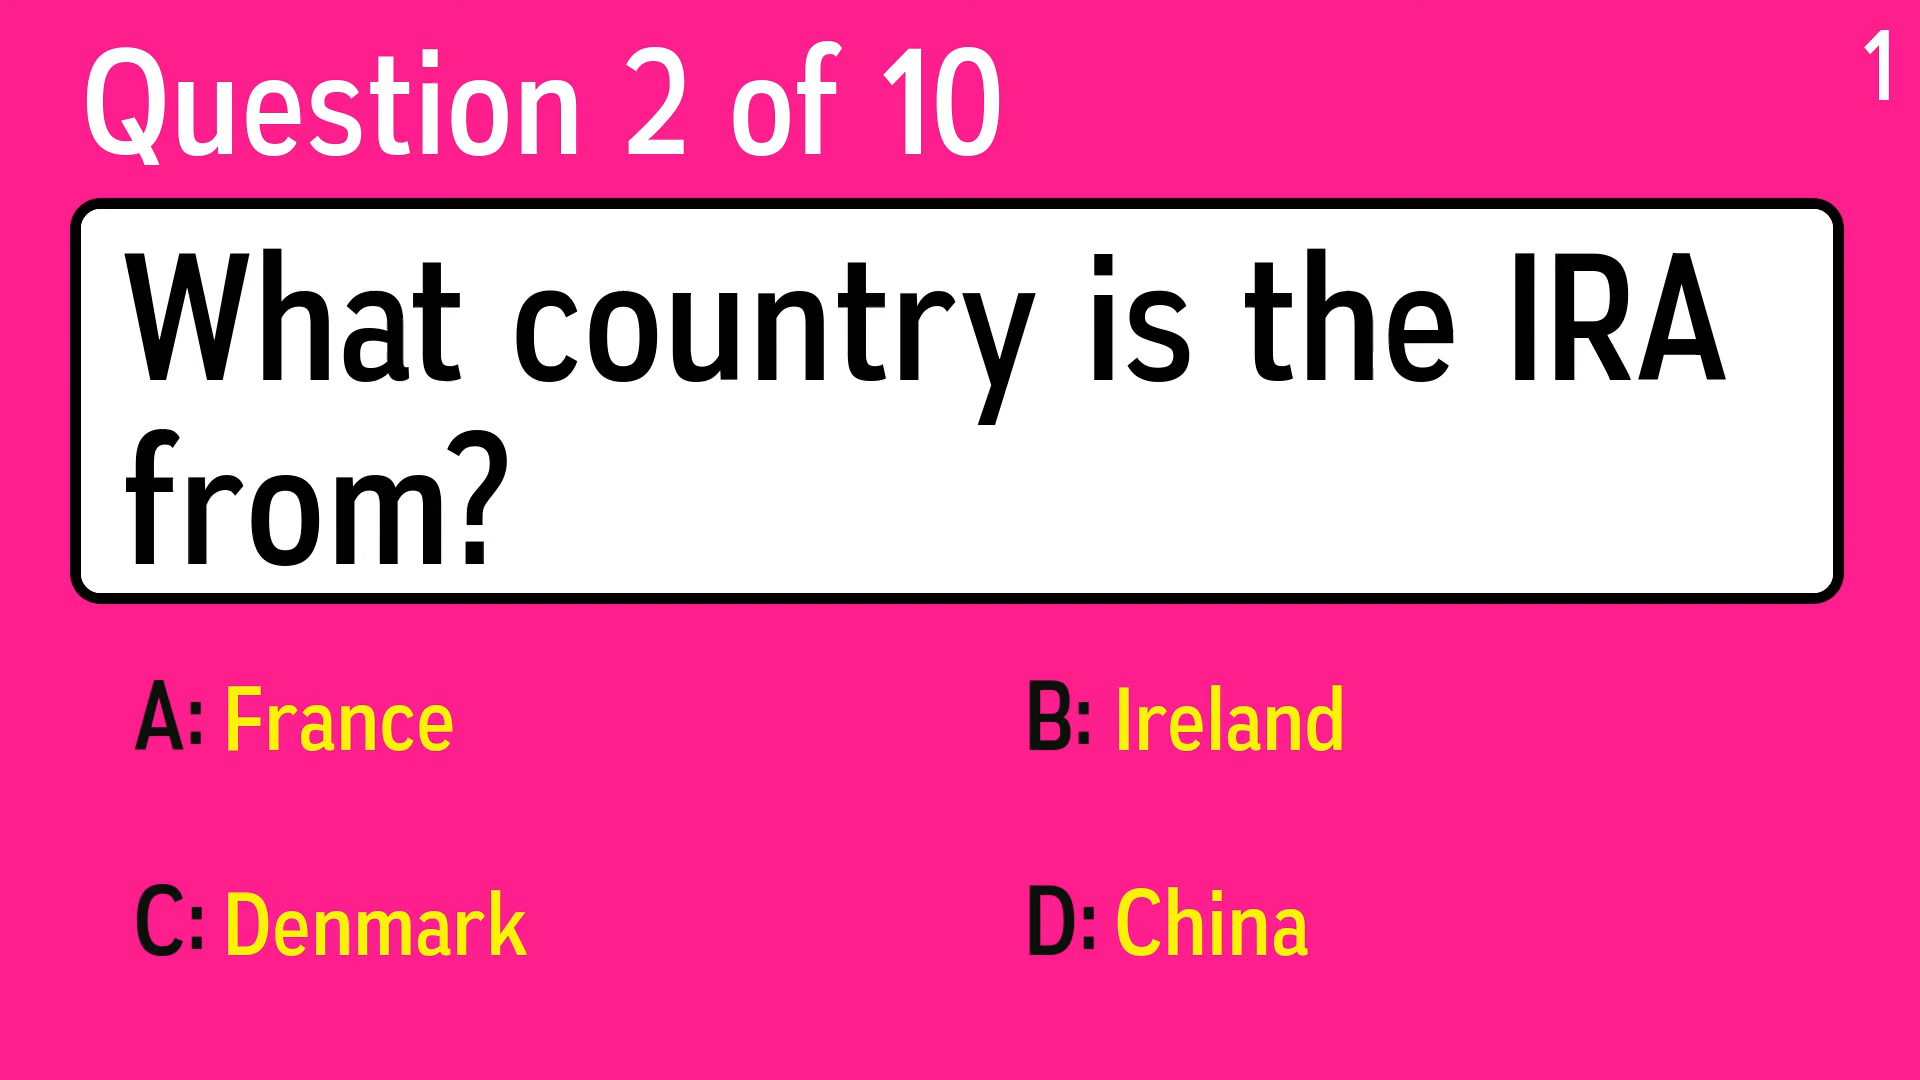 Question 2 of 10
1
What country is the IRA
from?
A: France
B: Ireland
C: Denmark
D: China